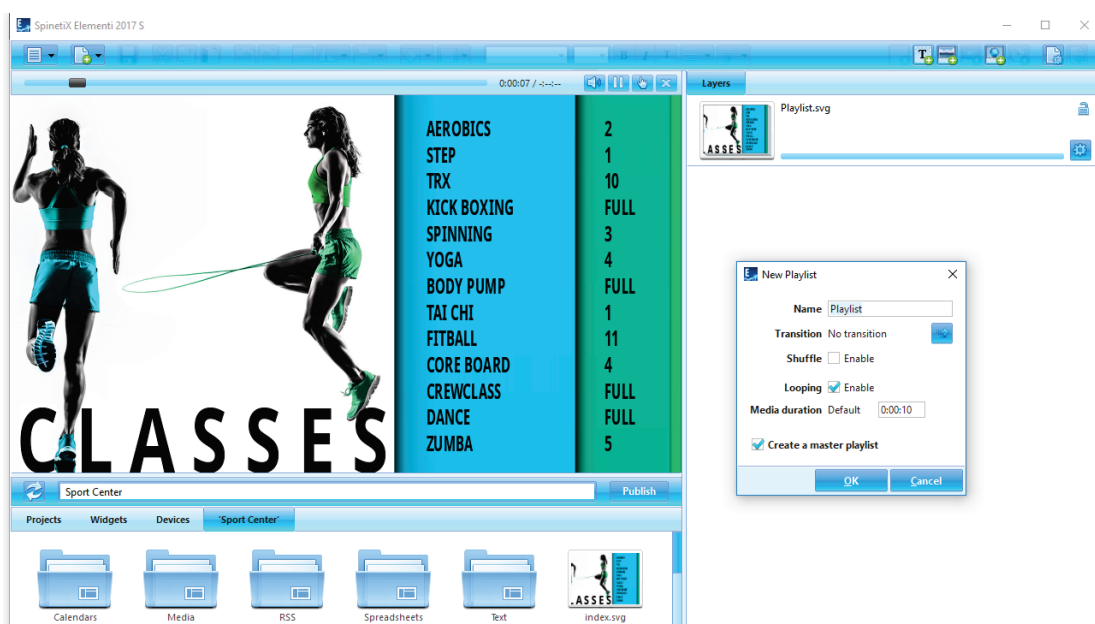 SpinetiX Elementi 2017 S
B I T
T
0:00:07 / -:--:--
Layers
Playlist.svg
ASSES
AEROBICS 2
STEP 1
TRX 10
KICK BOXING FULL
SPINNING 3
YOGA 4
BODY PUMP FULL
TAI CHI 1
FITBALL 11
CORE BOARD 4
CREWCLASS FULL
DANCE FULL
ZUMBA 5
CLASSES
New Playlist
Name Playlist
Transition No transition
Shuffle Enable
Looping Enable
Media duration Default 0:00:10
Create a master playlist
OK Cancel
Sport Center Publish
Projects Widgets Devices 'Sport Center'
ASSES
Calendars Media RSS Spreadsheets Text index.svg